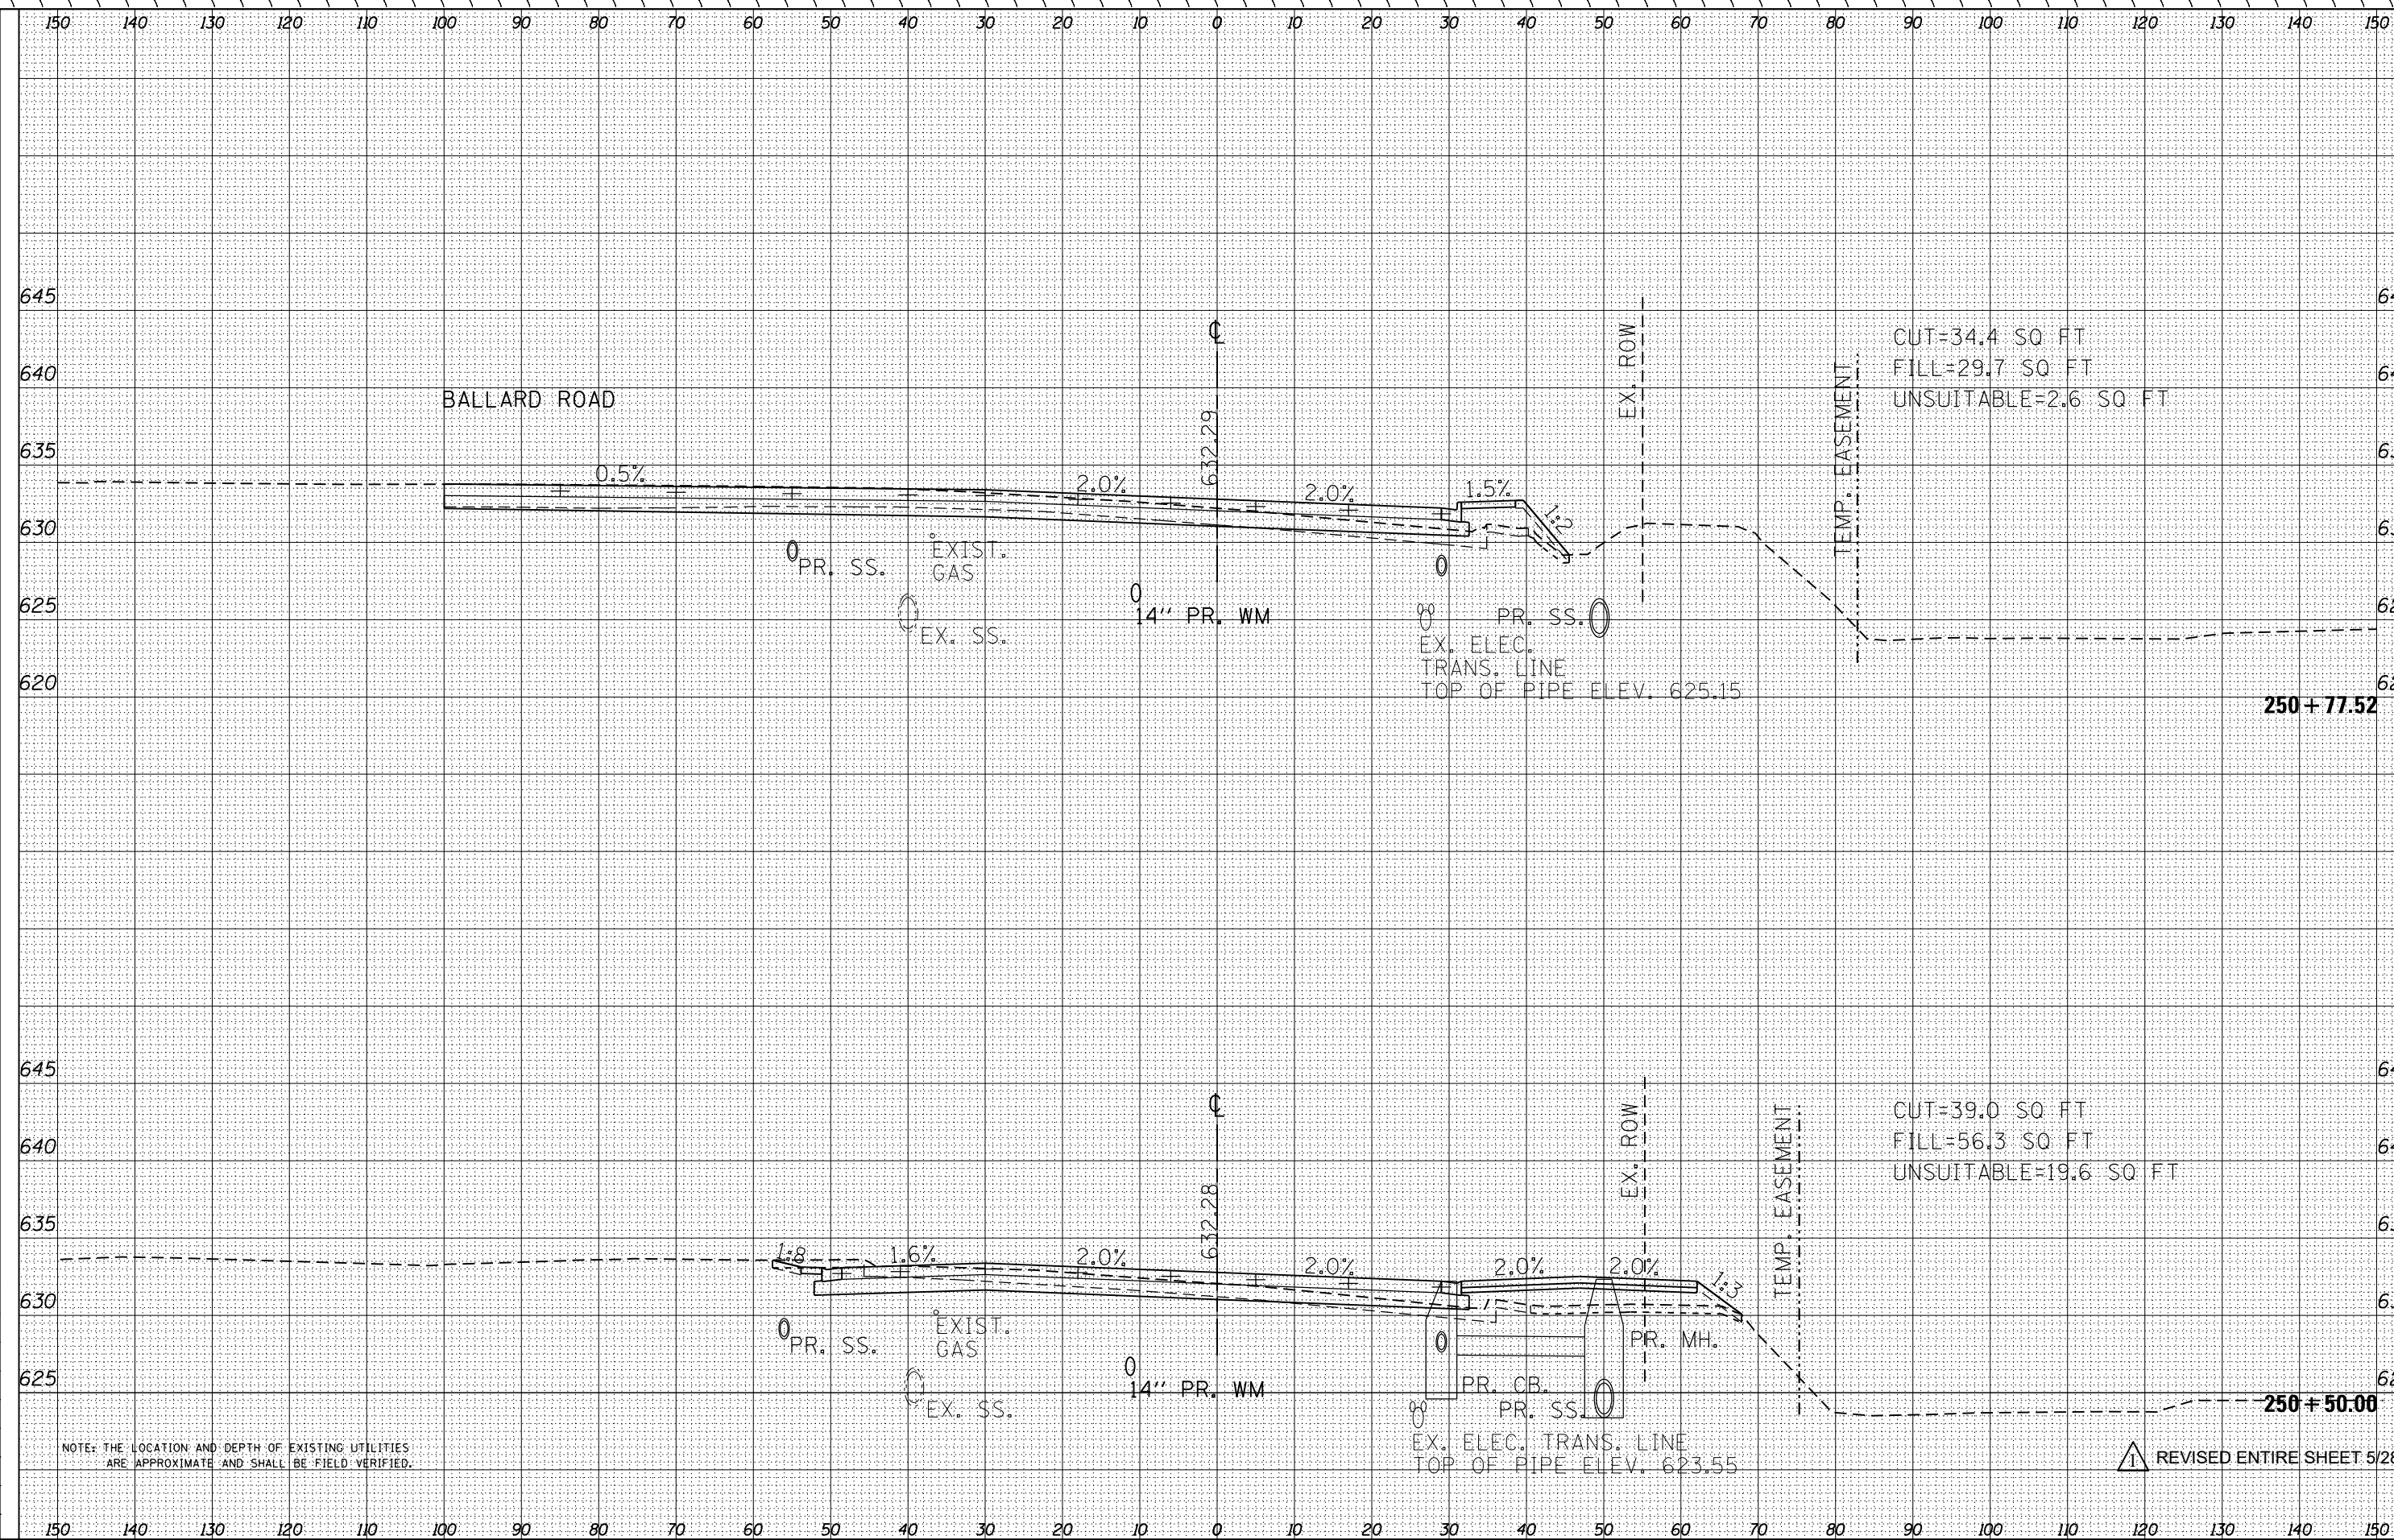 150 140 130 120 110 100 90 80 70 60 50 40 30 20 10 0 10 20 30 40 50 60 70 80 90 100 110 120 130 140 150
645
640
635
630
625
620
℄
632.29
EX. ROW
TEMP. EASEMENT
CUT=34.4 SQ FT
FILL=29.7 SQ FT
UNSUITABLE=2.6 SQ FT
BALLARD ROAD
0.5%
2.0%
2.0%
1.5%
1:2
PR. SS.
EXIST.
GAS
EX. SS.
14'' PR. WM
PR. SS.
EX. ELEC.
TRANS. LINE
TOP OF PIPE ELEV. 625.15
250+77.52
645
640
635
630
625
℄
632.28
EX. ROW
TEMP. EASEMENT
CUT=39.0 SQ FT
FILL=56.3 SQ FT
UNSUITABLE=19.6 SQ FT
1:8
1.6%
2.0%
2.0%
2.0%
2.0%
1:3
PR. SS.
EXIST.
GAS
EX. SS.
14'' PR. WM
PR. MH.
PR. CB.
PR. SS.
EX. ELEC. TRANS. LINE
TOP OF PIPE ELEV. 623.55
250+50.00
NOTE: THE LOCATION AND DEPTH OF EXISTING UTILITIES
ARE APPROXIMATE AND SHALL BE FIELD VERIFIED.
1 REVISED ENTIRE SHEET 5/28
150 140 130 120 110 100 90 80 70 60 50 40 30 20 10 0 10 20 30 40 50 60 70 80 90 100 110 120 130 140 150